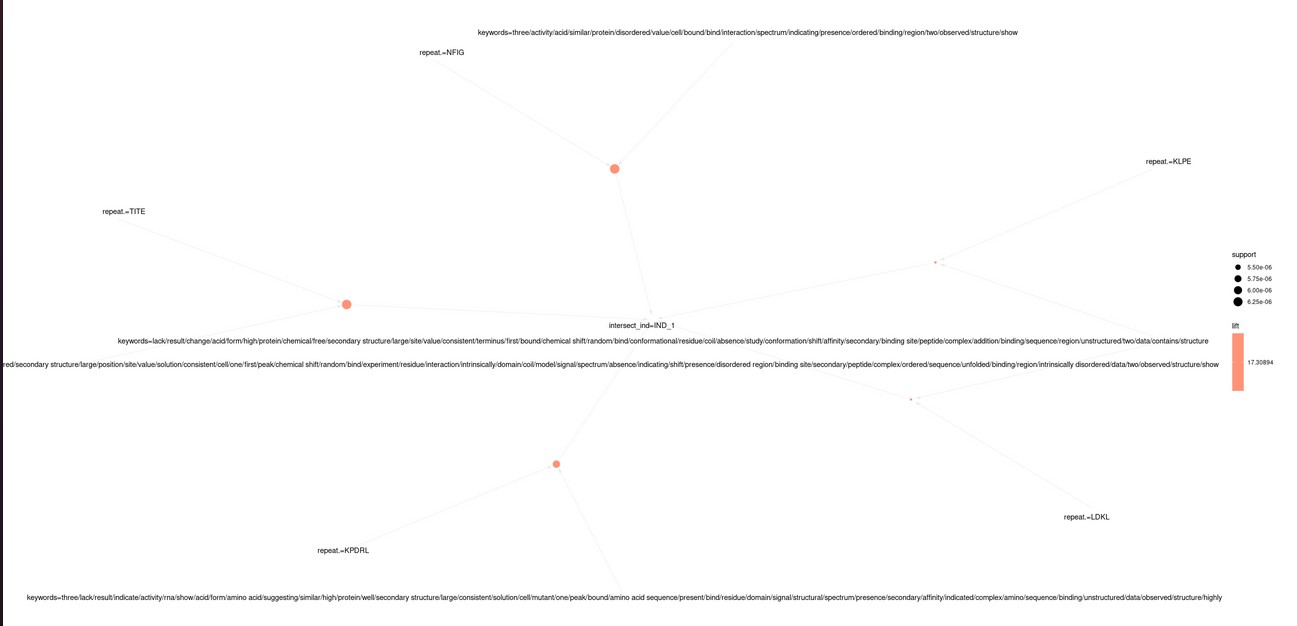 keywords=three/activity/acid/similar/protein/disordered/value/cell/bound/bind/interaction/spectrum/indicating/presence/ordered/binding/region/two/observed/structure/show
repeat.=NFIG
repeat.=KLPE
repeat.=TITE
support
5.50e-06
5.75e-06
6.00e-06
6.25e-06
intersect_ind=IND_1
lift
keywords=lack/result/change/acid/form/high/protein/chemical/free/secondary structure/large/site/value/consistent/terminus/first/bound/chemical shift/random/bind/conformational/residue/coil/absence/study/conformation/shift/affinity/secondary/binding site/peptide/complex/addition/binding/sequence/region/unstructured/two/data/contains/structure
17.30894
red/secondary structure/large/position/site/value/solution/consistent/cell/one/first/peak/chemical shift/random/bind/experiment/residue/interaction/intrinsically/domain/coil/model/signal/spectrum/absence/indicating/shift/presence/disordered region/binding site/secondary/peptide/complex/ordered/sequence/unfolded/binding/region/intrinsically disordered/data/two/observed/structure/show
repeat.=LDKL
repeat.=KPDRL
keywords=three/lack/result/indicate/activity/rna/show/acid/form/amino acid/suggesting/similar/high/protein/well/secondary structure/large/consistent/solution/cell/mutant/one/peak/bound/amino acid sequence/present/bind/residue/domain/signal/structural/spectrum/presence/secondary/affinity/indicated/complex/amino/sequence/binding/unstructured/data/observed/structure/highly